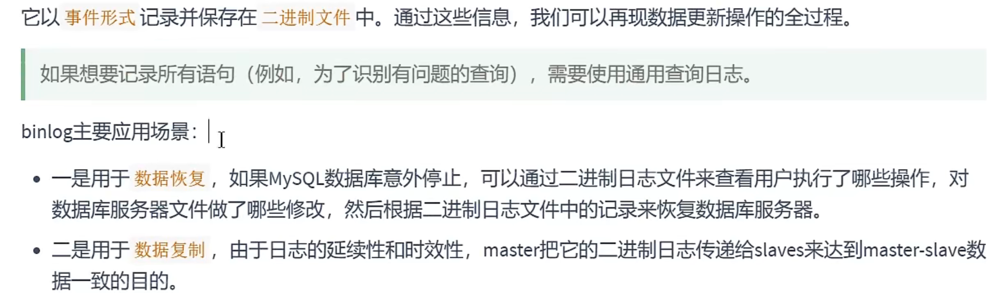 它以 事件形式 记录并保存在 二进制文件 中。通过这些信息，我们可以再现数据更新操作的全过程。
如果想要记录所有语句（例如，为了识别有问题的查询），需要使用通用查询日志。
binlog主要应用场景：
• 一是用于 数据恢复 ，如果MySQL数据库意外停止，可以通过二进制日志文件来查看用户执行了哪些操作，对
数据库服务器文件做了哪些修改，然后根据二进制日志文件中的记录来恢复数据库服务器。
• 二是用于 数据复制 ，由于日志的延续性和时效性，master把它的二进制日志传递给slaves来达到master-slave数
据一致的目的。